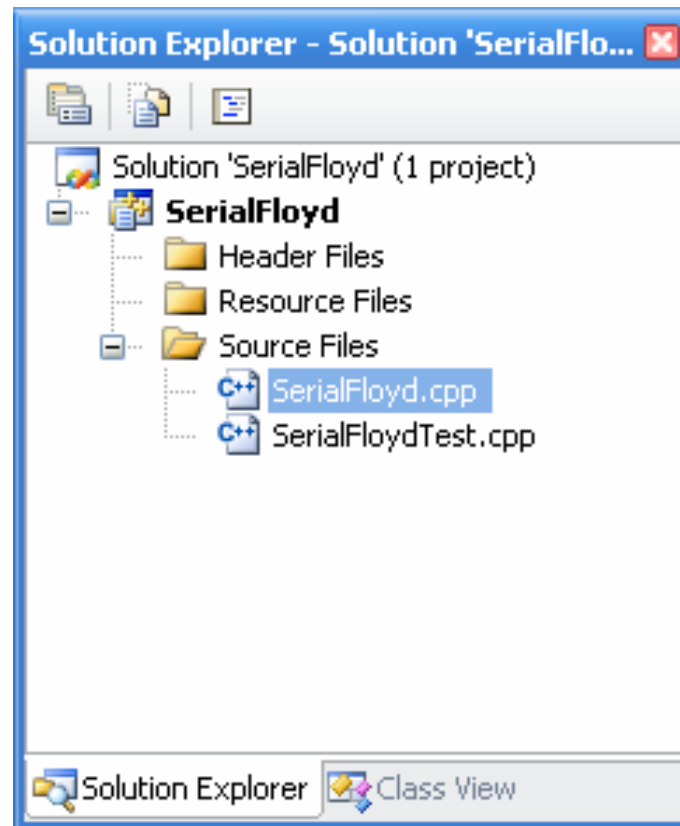 Solution Explorer - Solution 'SerialFlo...
Solution 'SerialFloyd' (1 project)
SerialFloyd
Header Files
Resource Files
Source Files
C++ SerialFloyd.cpp
C++ SerialFloydTest.cpp
Solution Explorer Class View